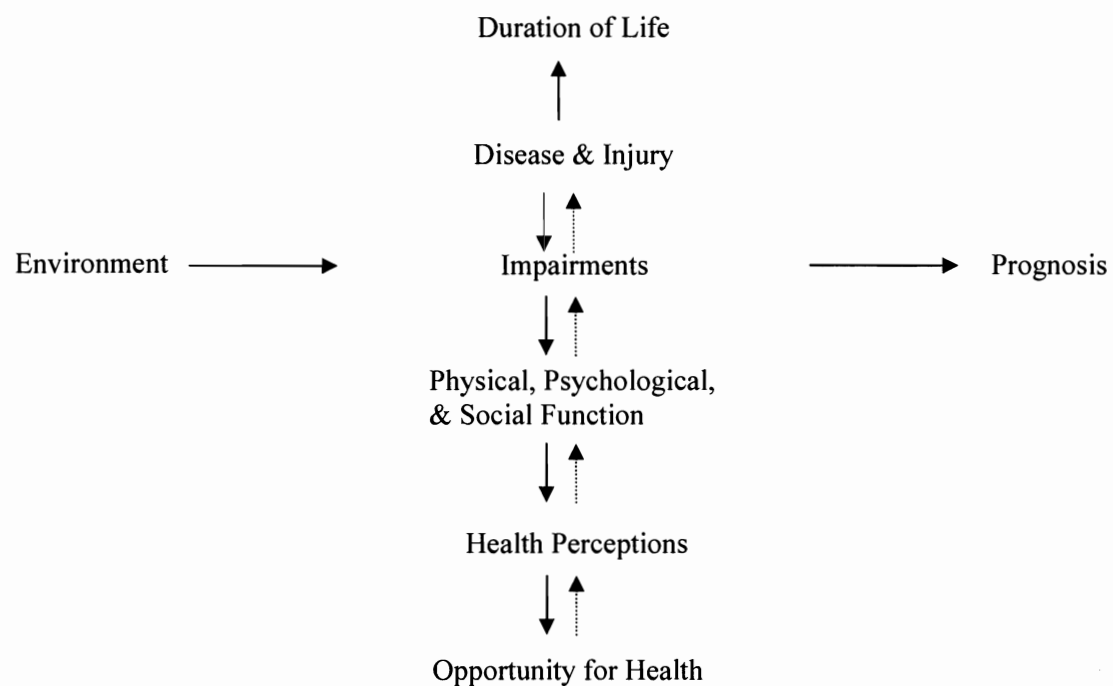 Duration of Life
Disease & Injury
Environment
Impairments
Prognosis
Physical, Psychological,
& Social Function
Health Perceptions
Opportunity for Health